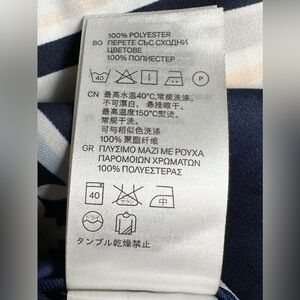 100% POLYESTER
BG ПЕРЕТЕ СЪС СХОДНИ
ЦВЕТОВЕ
100% ПОЛИЕСТЕР
40 P
CN 最高水温40°C,常规洗涤,
不可漂白。 悬挂晾干。
最高温度150°C熨烫。
常规干洗。
可与相似色洗涤
100% 聚酯纤维
GR ΠΛΥΣΙΜΟ ΜΑΖΙ ΜΕ ΡΟΥΧΑ
ΠΑΡΟΜΟΙΩΝ ΧΡΩΜΑΤΩΝ
100% ΠΟΛΥΕΣΤΕΡΑΣ
40 中
タンブル乾燥禁止